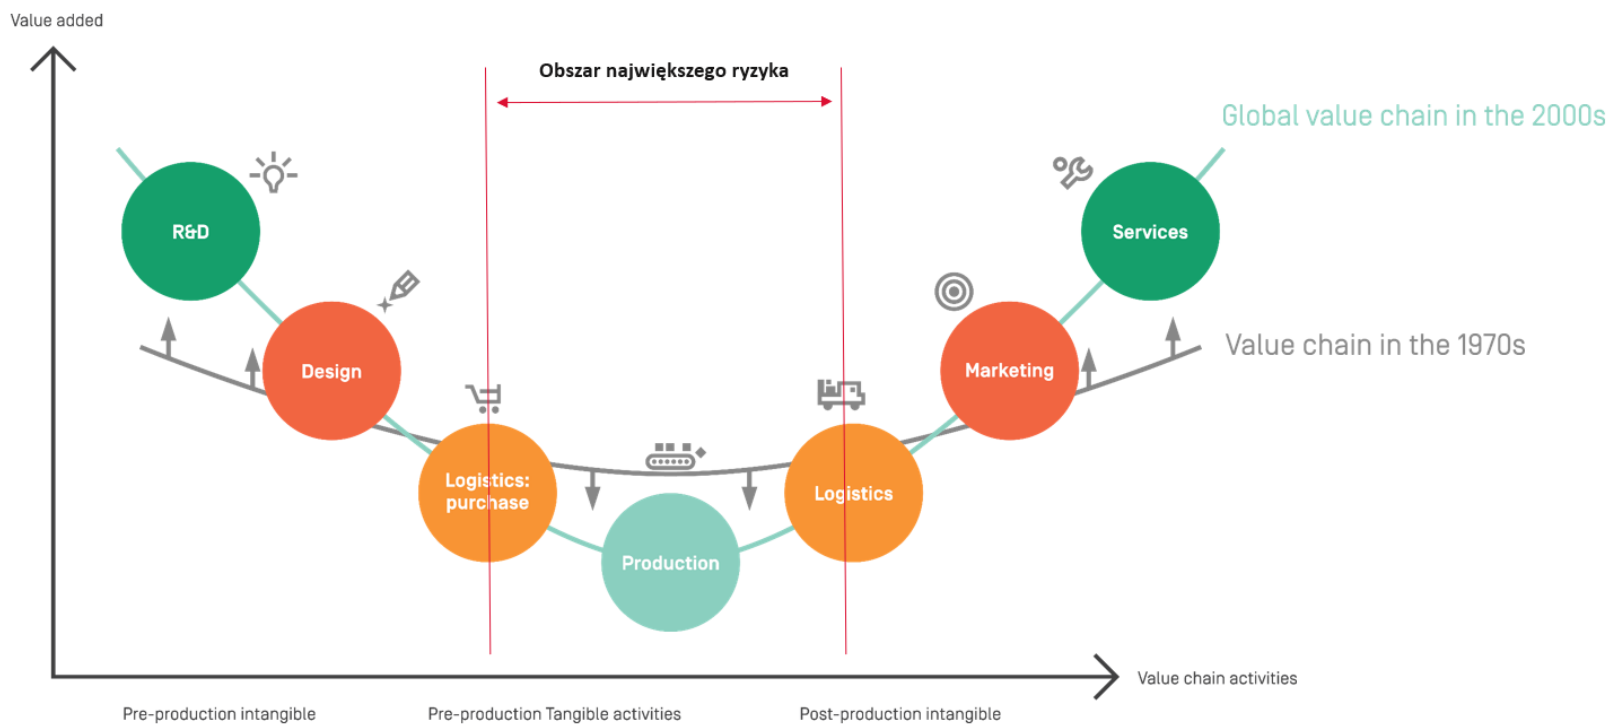 Value added
Obszar największego ryzyka
Global value chain in the 2000s
R&D
Services
Value chain in the 1970s
Design
Marketing
Logistics:
purchase
Logistics
Production
Value chain activities
Pre-production intangible
Pre-production Tangible activities
Post-production intangible